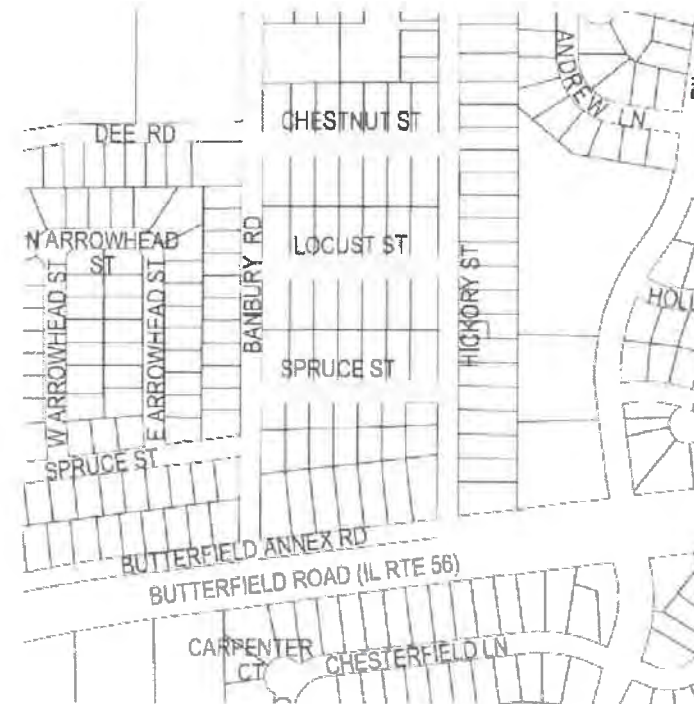 ANDREW LN
CHESTNUT ST
DEE RD
N ARROWHEAD
ST
LOCUST ST
BANBURY RD
HICKORY ST
W ARROWHEAD ST
E ARROWHEAD ST
HOL
SPRUCE ST
SPRUCE ST
BUTTERFIELD ANNEX RD
BUTTERFIELD ROAD (IL RTE 56)
CARPENTER
CT
CHESTERFIELD LN